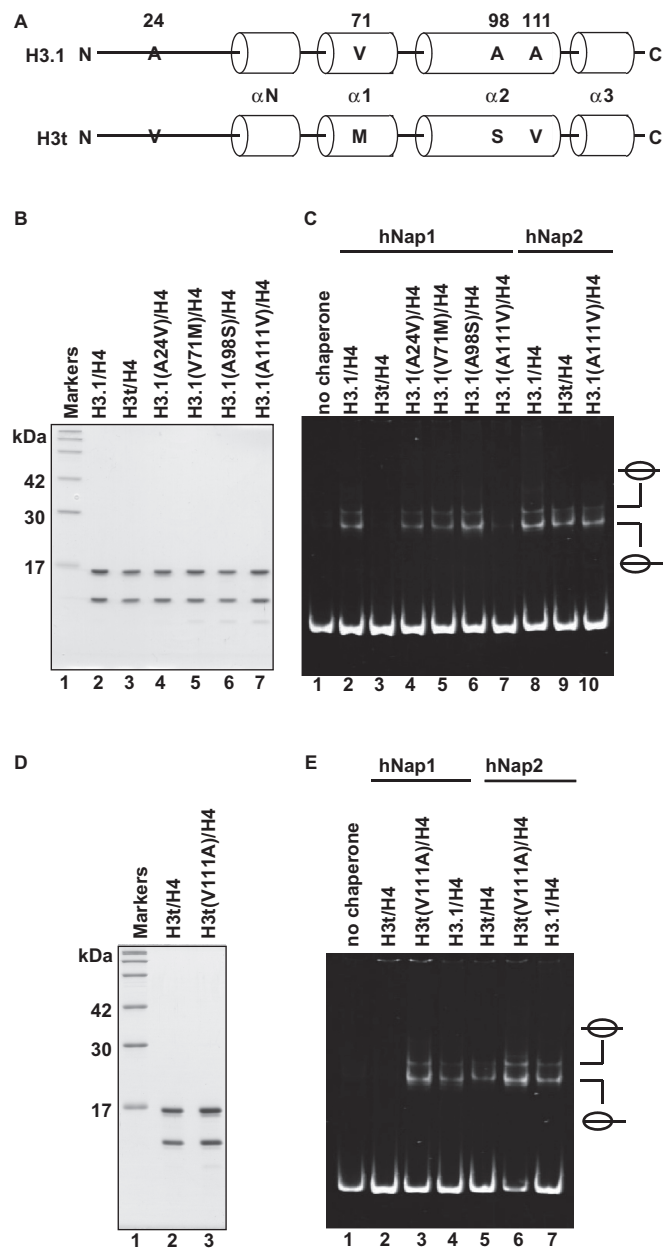 A
24 71 98 111
H3.1 N A V A A C
αN α1 α2 α3
H3t N V M S V C
B
Markers
H3.1/H4
H3t/H4
H3.1(A24V)/H4
H3.1(V71M)/H4
H3.1(A98S)/H4
H3.1(A111V)/H4
kDa
42
30
17
1 2 3 4 5 6 7
C
hNap1 hNap2
no chaperone
H3.1/H4
H3t/H4
H3.1(A24V)/H4
H3.1(V71M)/H4
H3.1(A98S)/H4
H3.1(A111V)/H4
H3.1/H4
H3t/H4
H3.1(A111V)/H4
1 2 3 4 5 6 7 8 9 10
D
Markers
H3t/H4
H3t(V111A)/H4
kDa
42
30
17
1 2 3
E
hNap1 hNap2
no chaperone
H3t/H4
H3t(V111A)/H4
H3.1/H4
H3t/H4
H3t(V111A)/H4
H3.1/H4
1 2 3 4 5 6 7